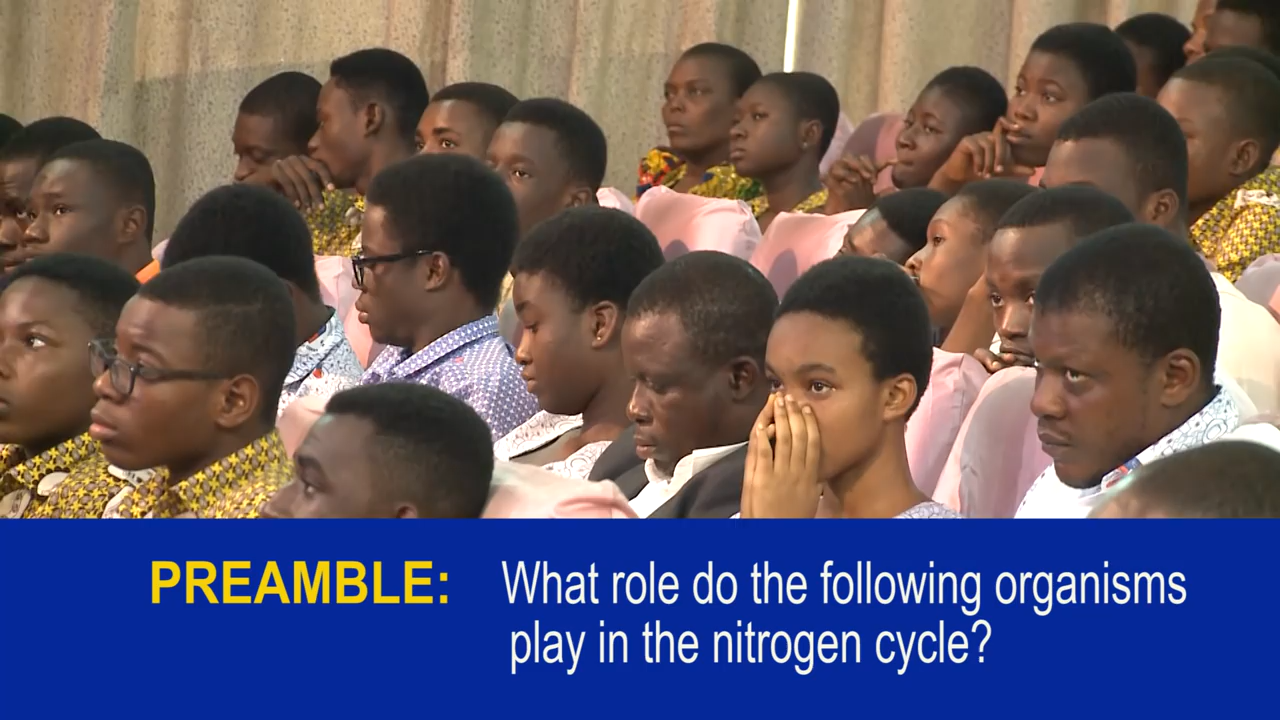 PREAMBLE: What role do the following organisms
play in the nitrogen cycle?